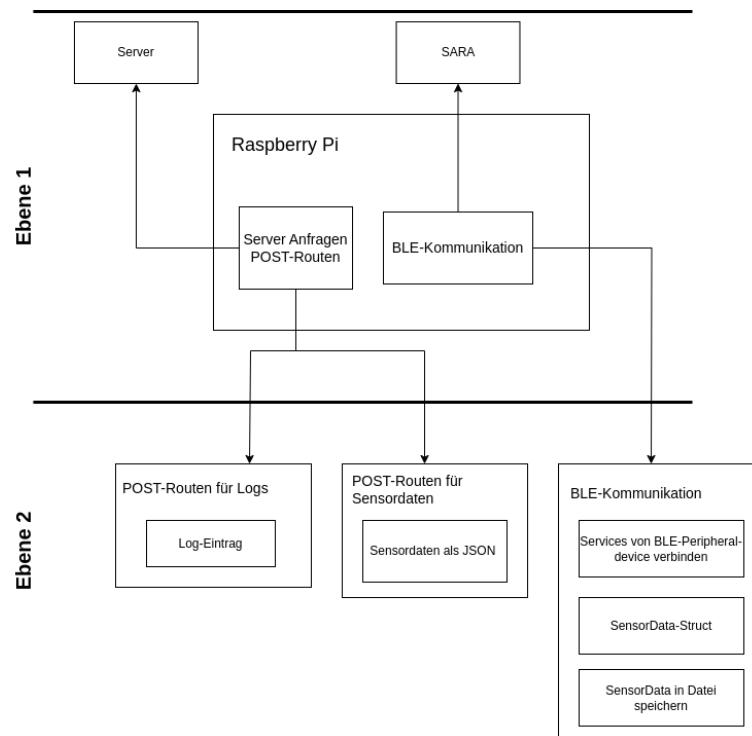 Server
SARA
Ebene 1
Raspberry Pi
Server Anfragen
POST-Routen
BLE-Kommunikation
Ebene 2
POST-Routen für Logs
Log-Eintrag
POST-Routen für
Sensordaten
Sensordaten als JSON
BLE-Kommunikation
Services von BLE-Peripheral-
device verbinden
SensorData-Struct
SensorData in Datei
speichern